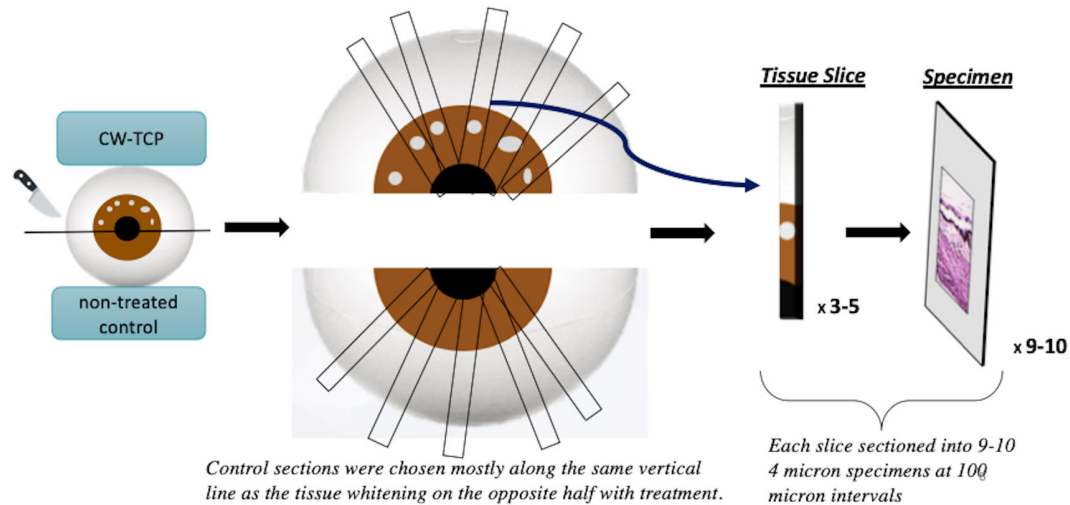 CW-TCP
non-treated
control
Control sections were chosen mostly along the same vertical
line as the tissue whitening on the opposite half with treatment.
Tissue Slice
x 3-5
Specimen
x 9-10
Each slice sectioned into 9-10
4 micron specimens at 100
micron intervals